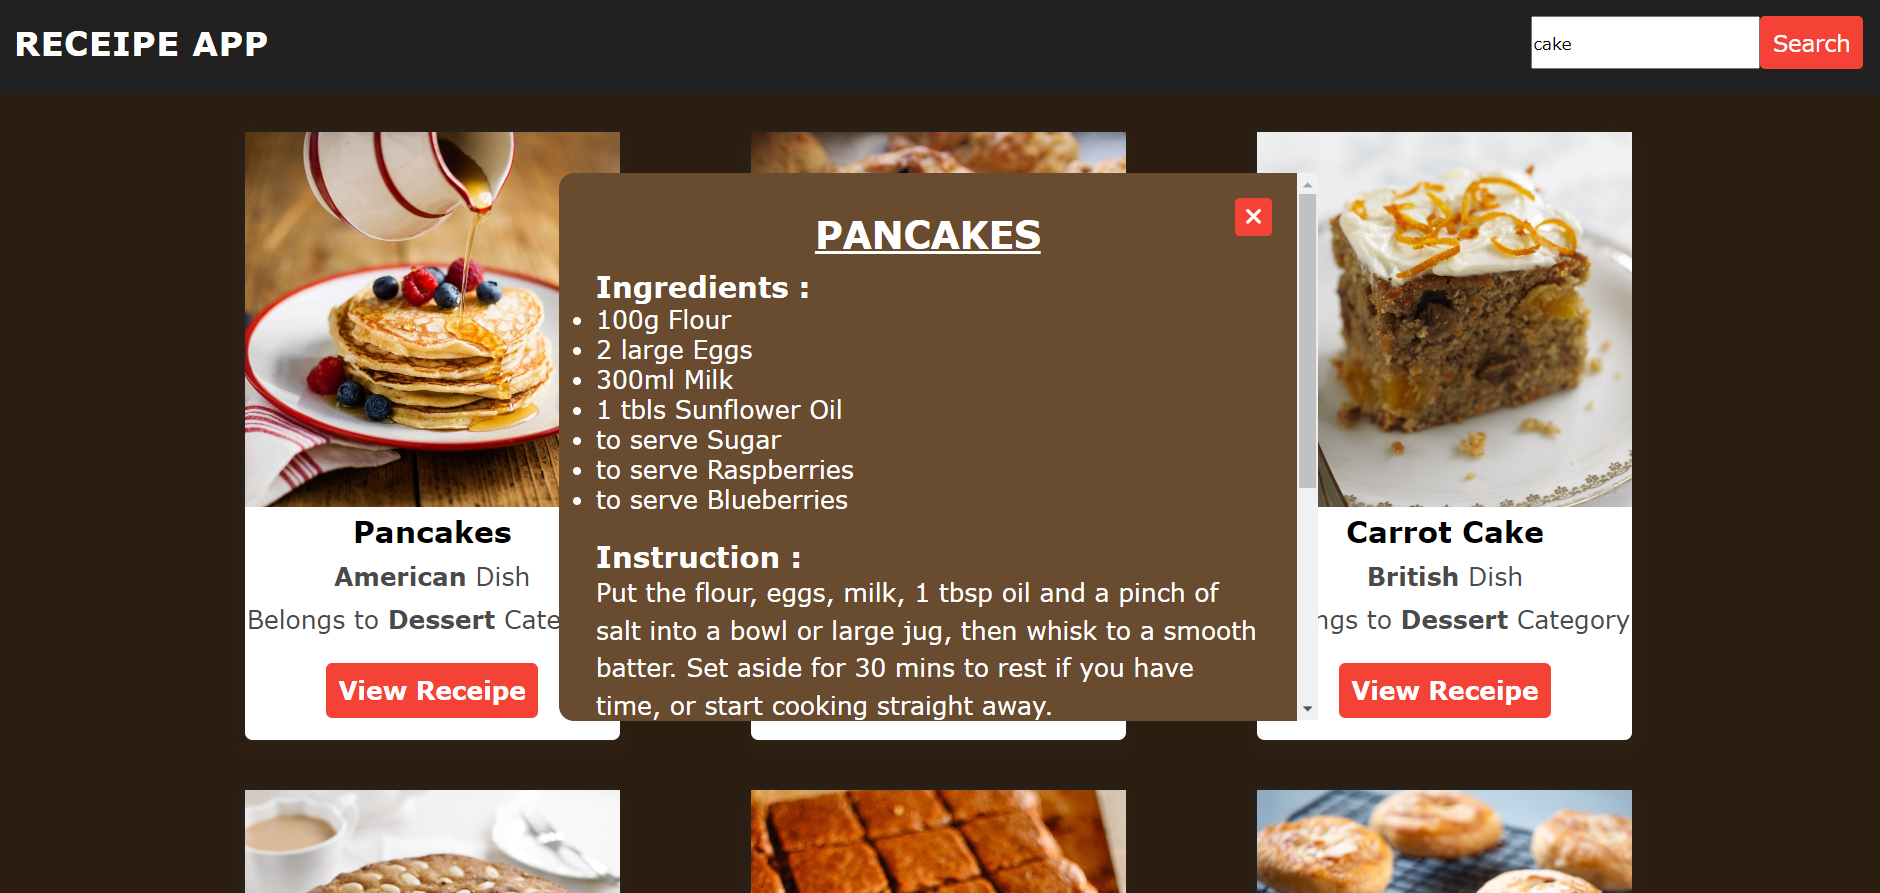 RECEIPE APP
cake
Search
PANCAKES
Ingredients :
100g Flour
2 large Eggs
300ml Milk
1 tbls Sunflower Oil
to serve Sugar
to serve Raspberries
to serve Blueberries
Instruction :
Put the flour, eggs, milk, 1 tbsp oil and a pinch of
salt into a bowl or large jug, then whisk to a smooth
batter. Set aside for 30 mins to rest if you have
time, or start cooking straight away.
Pancakes
American Dish
Belongs to Dessert Cate
View Receipe
Carrot Cake
British Dish
ngs to Dessert Category
View Receipe